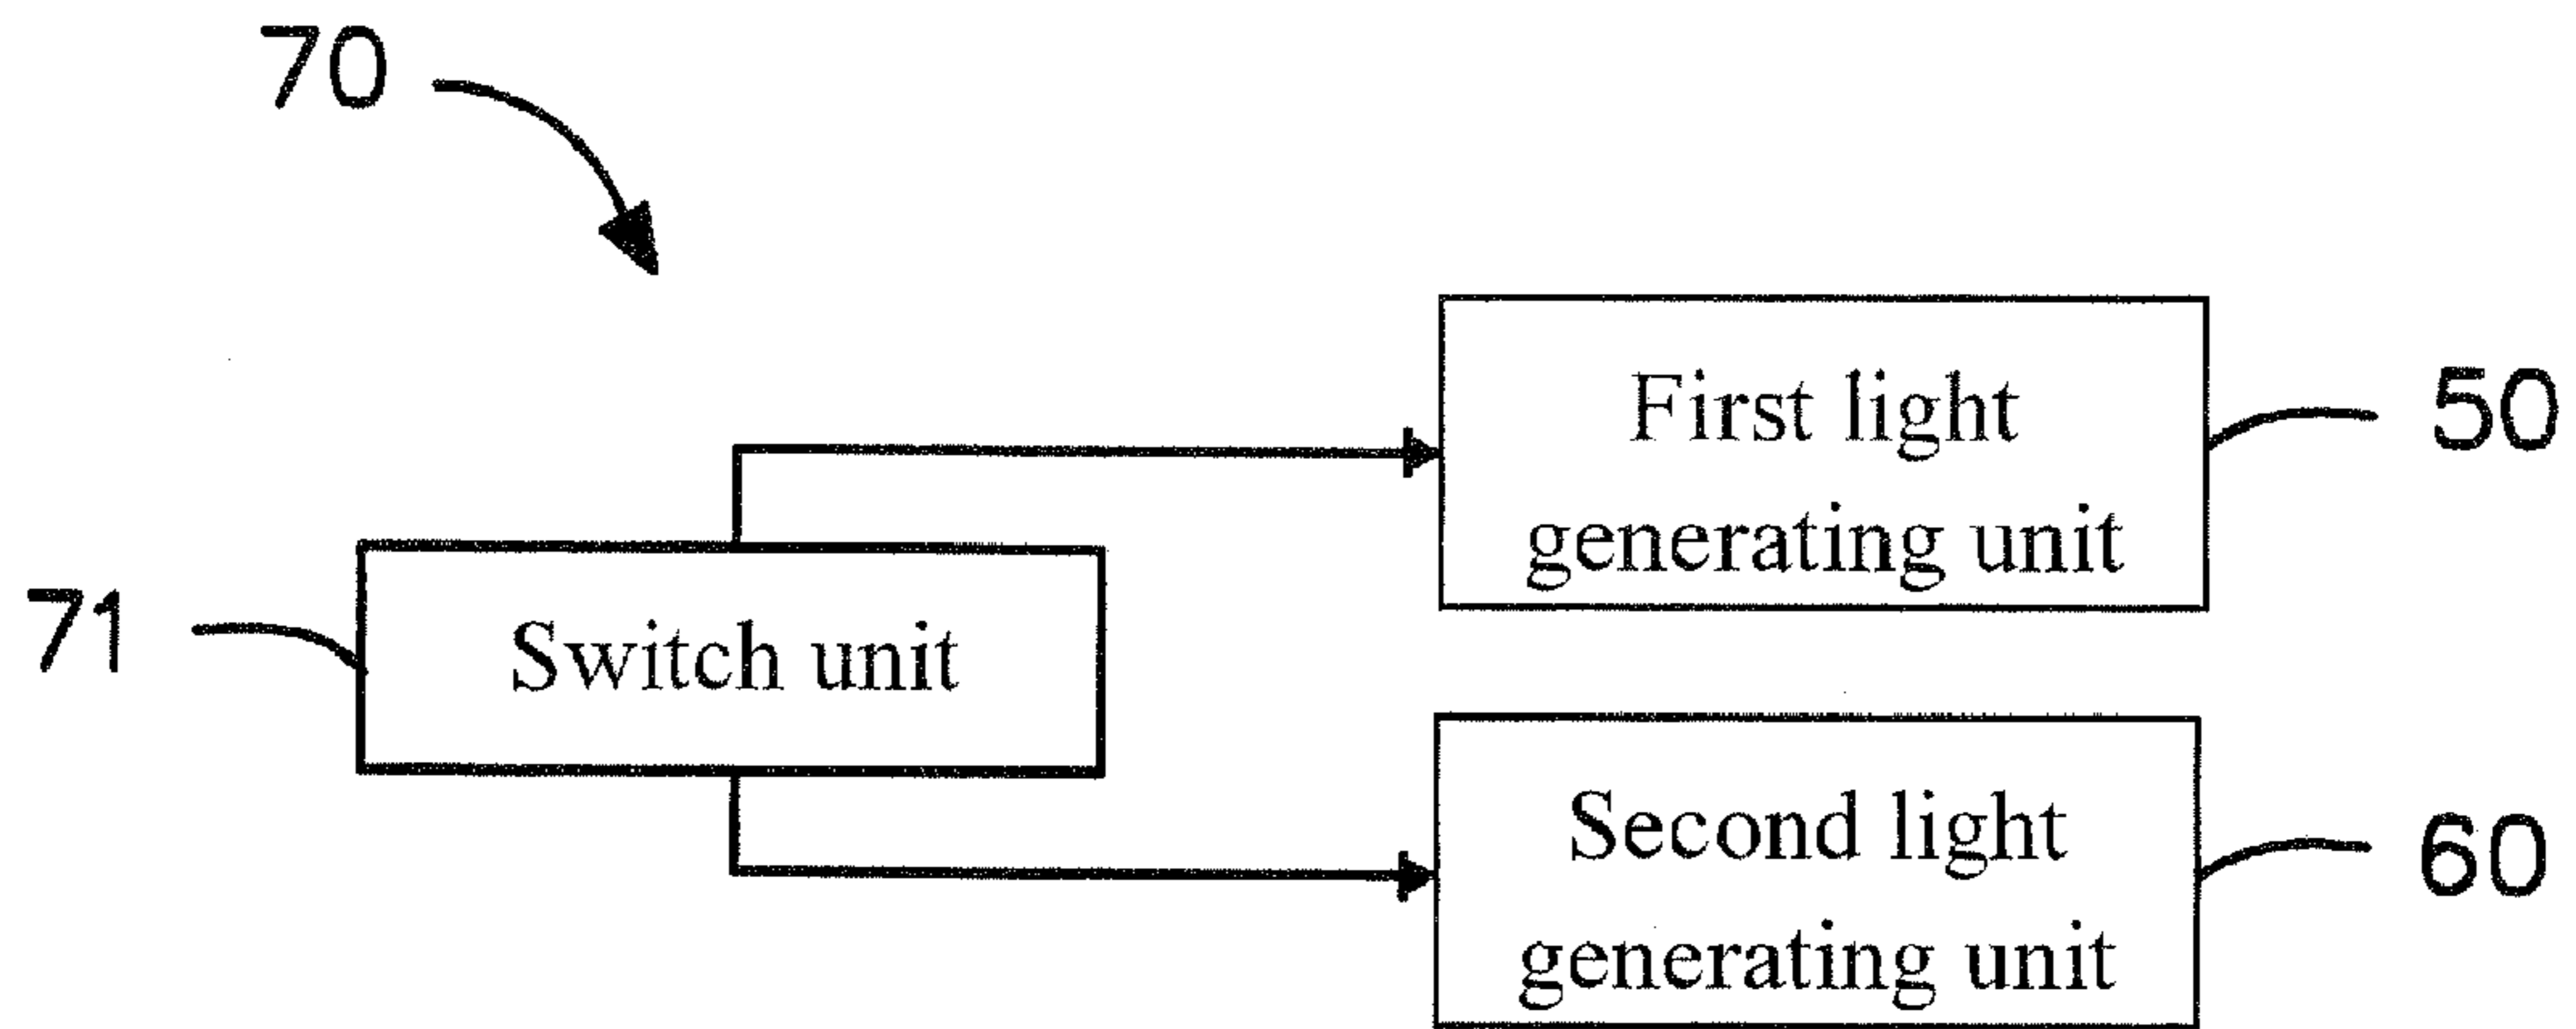 70
First light
generating unit
50
71
Switch unit
Second light
generating unit
60